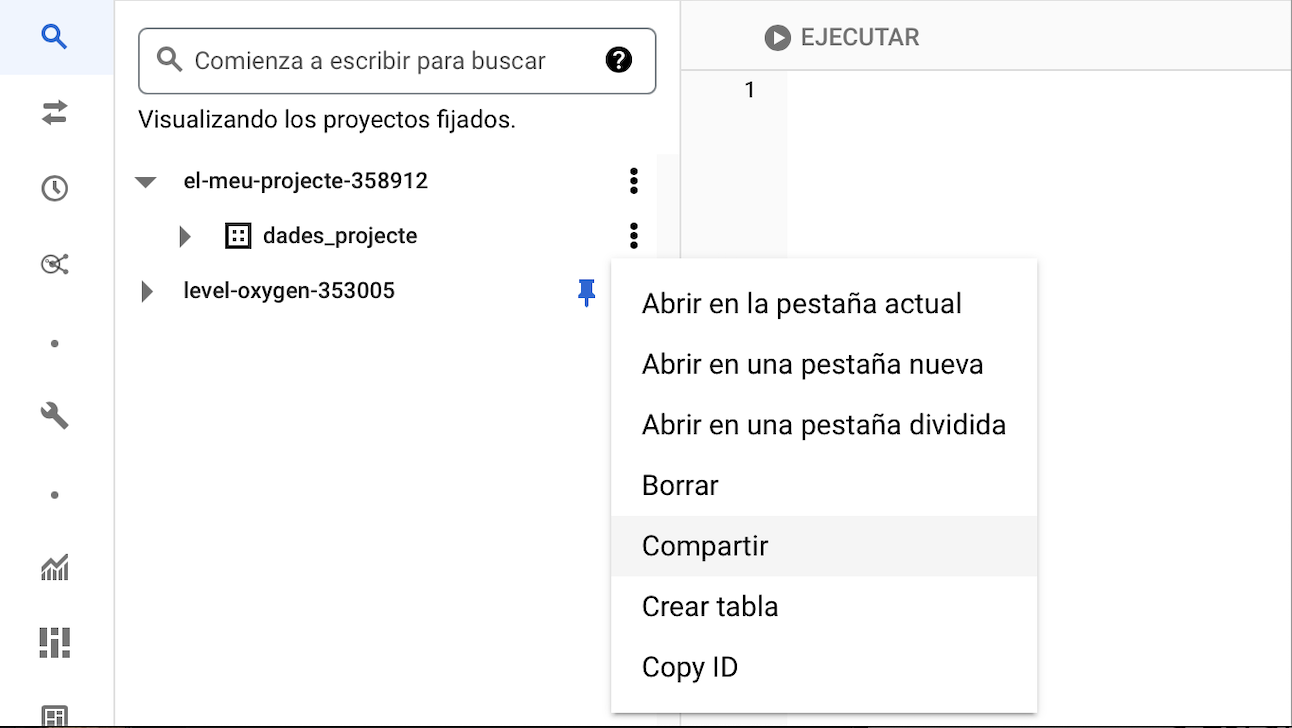 Comienza a escribir para buscar
EJECUTAR
1
Visualizando los proyectos fijados.
el-meu-projecte-358912
dades_projecte
level-oxygen-353005
Abrir en la pestaña actual
Abrir en una pestaña nueva
Abrir en una pestaña dividida
Borrar
Compartir
Crear tabla
Copy ID